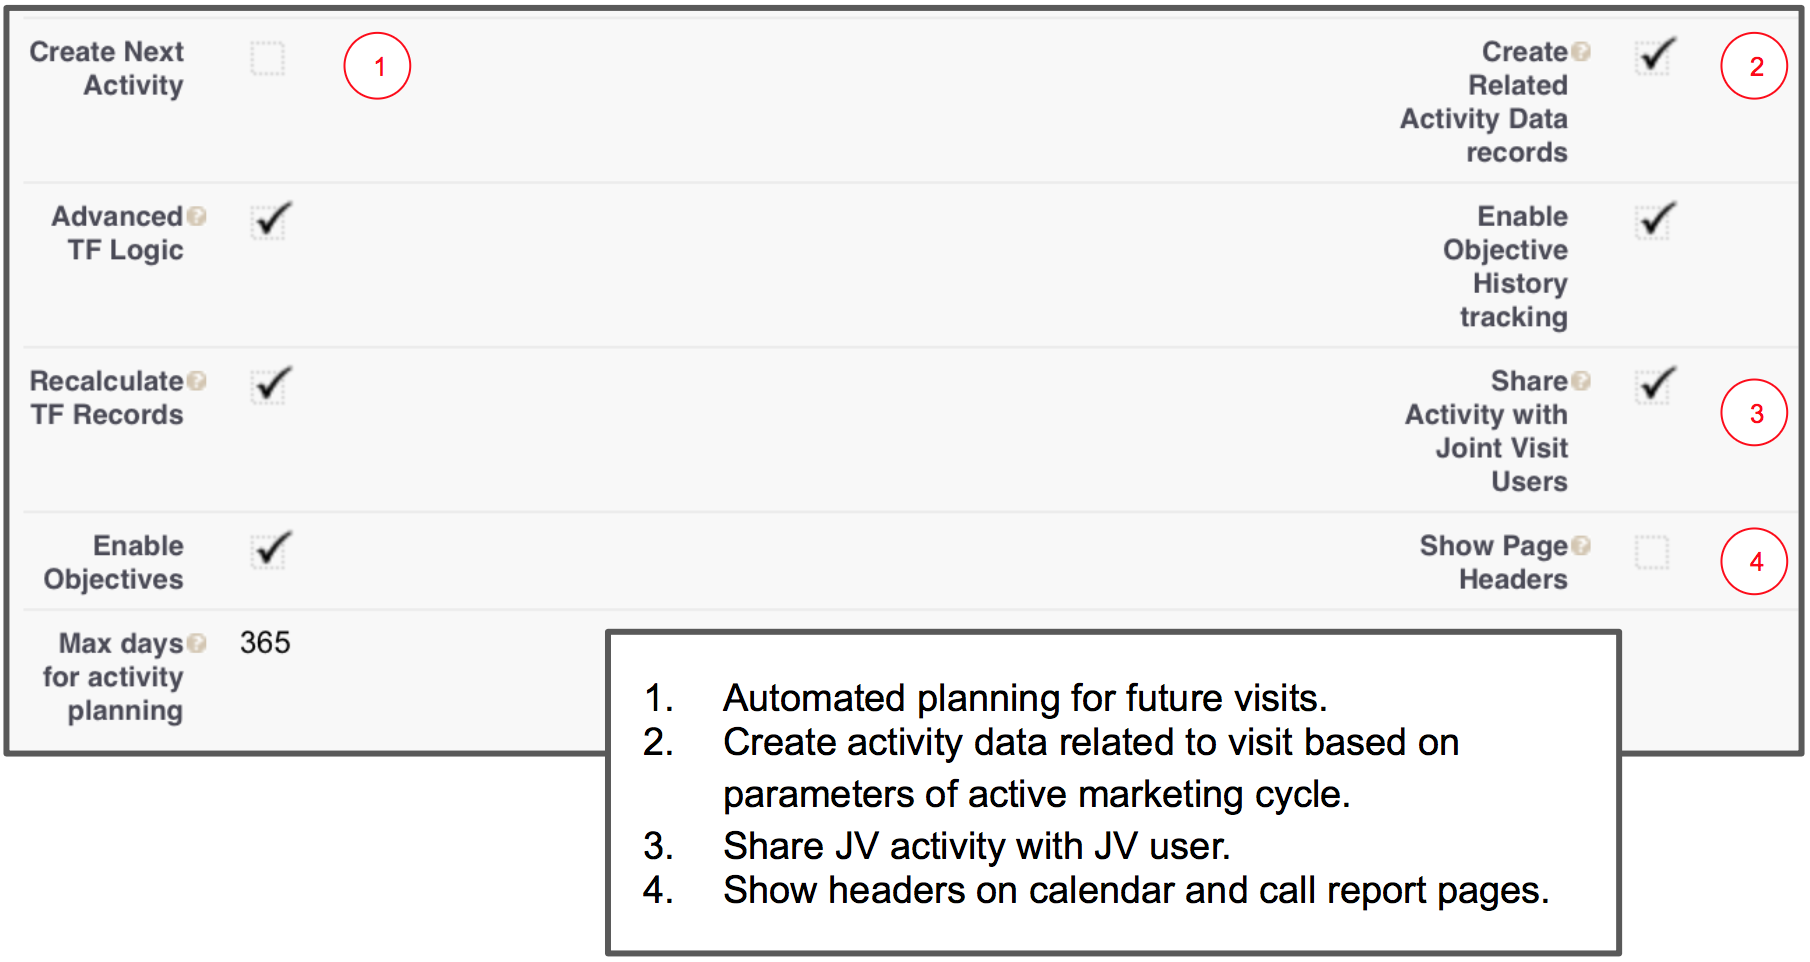 Create Next
Activity
1
Create
Related
Activity Data
records
2
Advanced
TF Logic
Enable
Objective
History
tracking
Recalculate
TF Records
Share
Activity with
Joint Visit
Users
3
Enable
Objectives
Show Page
Headers
4
Max days
for activity
planning
365
1. Automated planning for future visits.
2. Create activity data related to visit based on
parameters of active marketing cycle.
3. Share JV activity with JV user.
4. Show headers on calendar and call report pages.